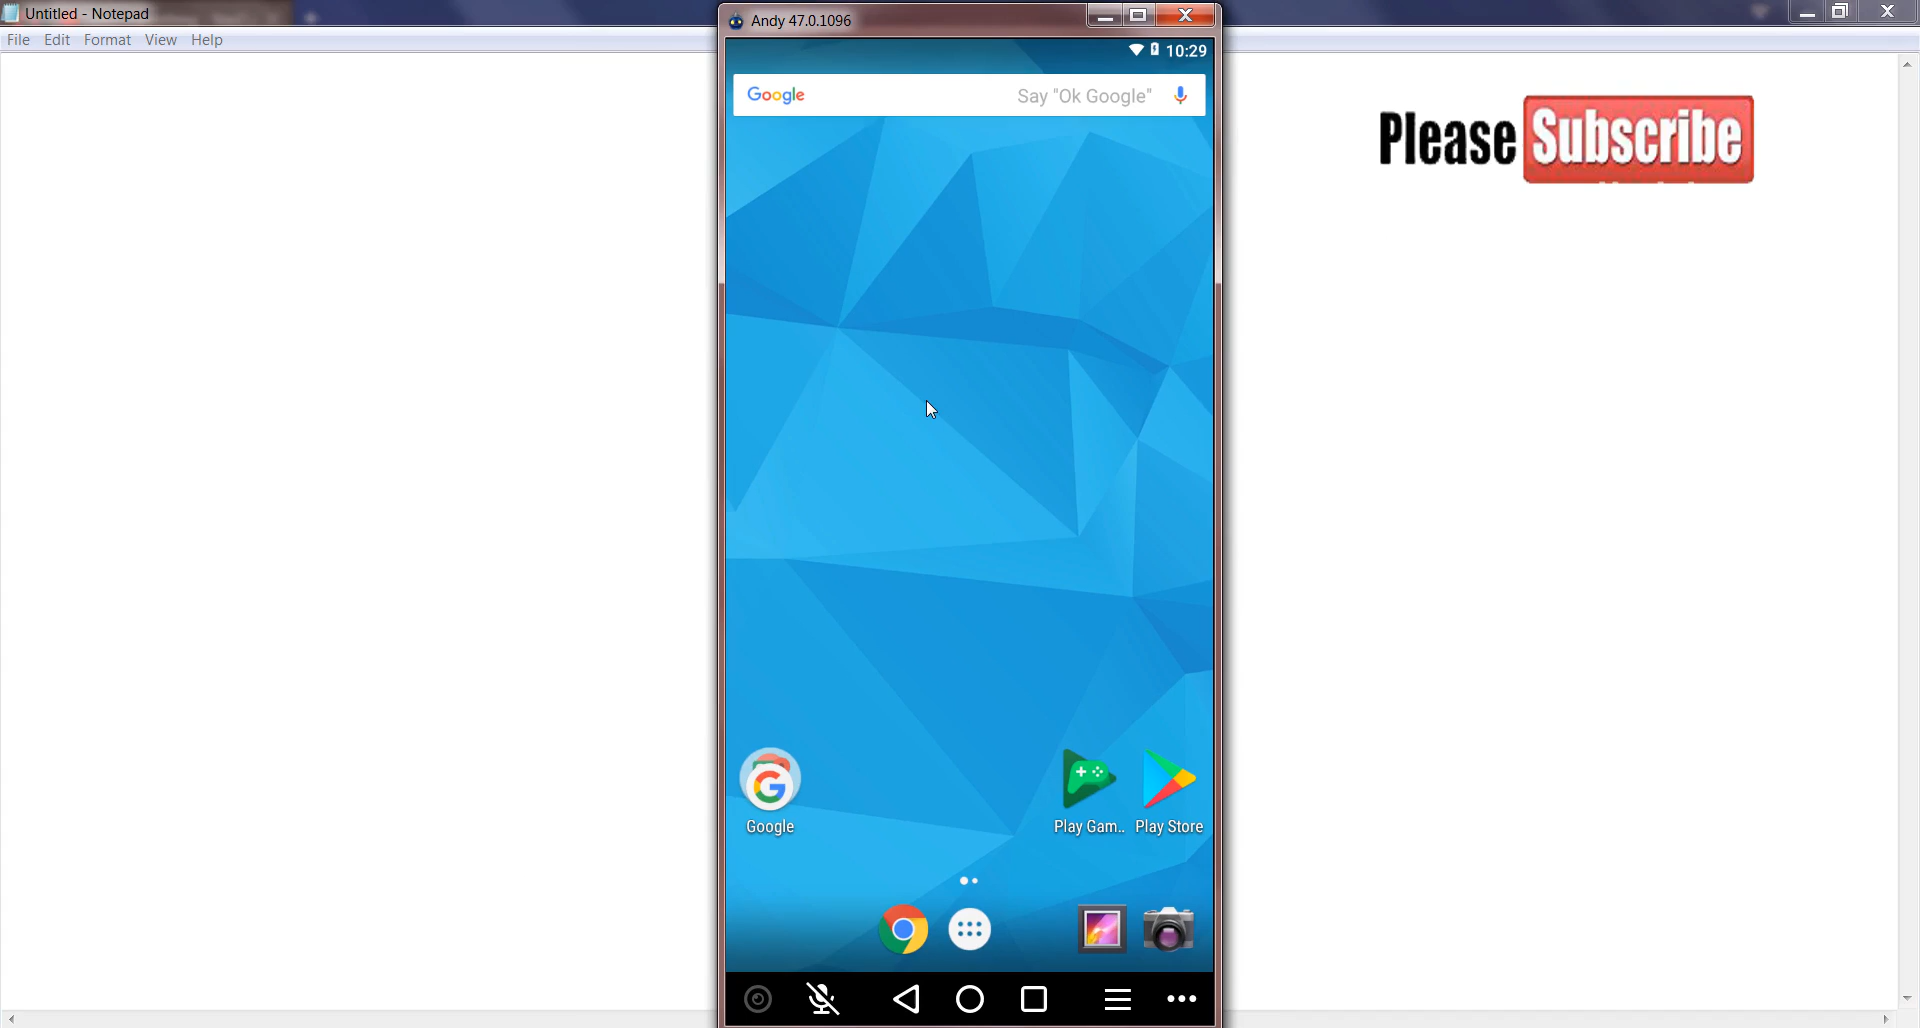 Untitled - Notepad
File Edit Format View Help
Andy 47.0.1096
10:29
Google Say "Ok Google"
Please Subscribe
Google
Play Gam..
Play Store